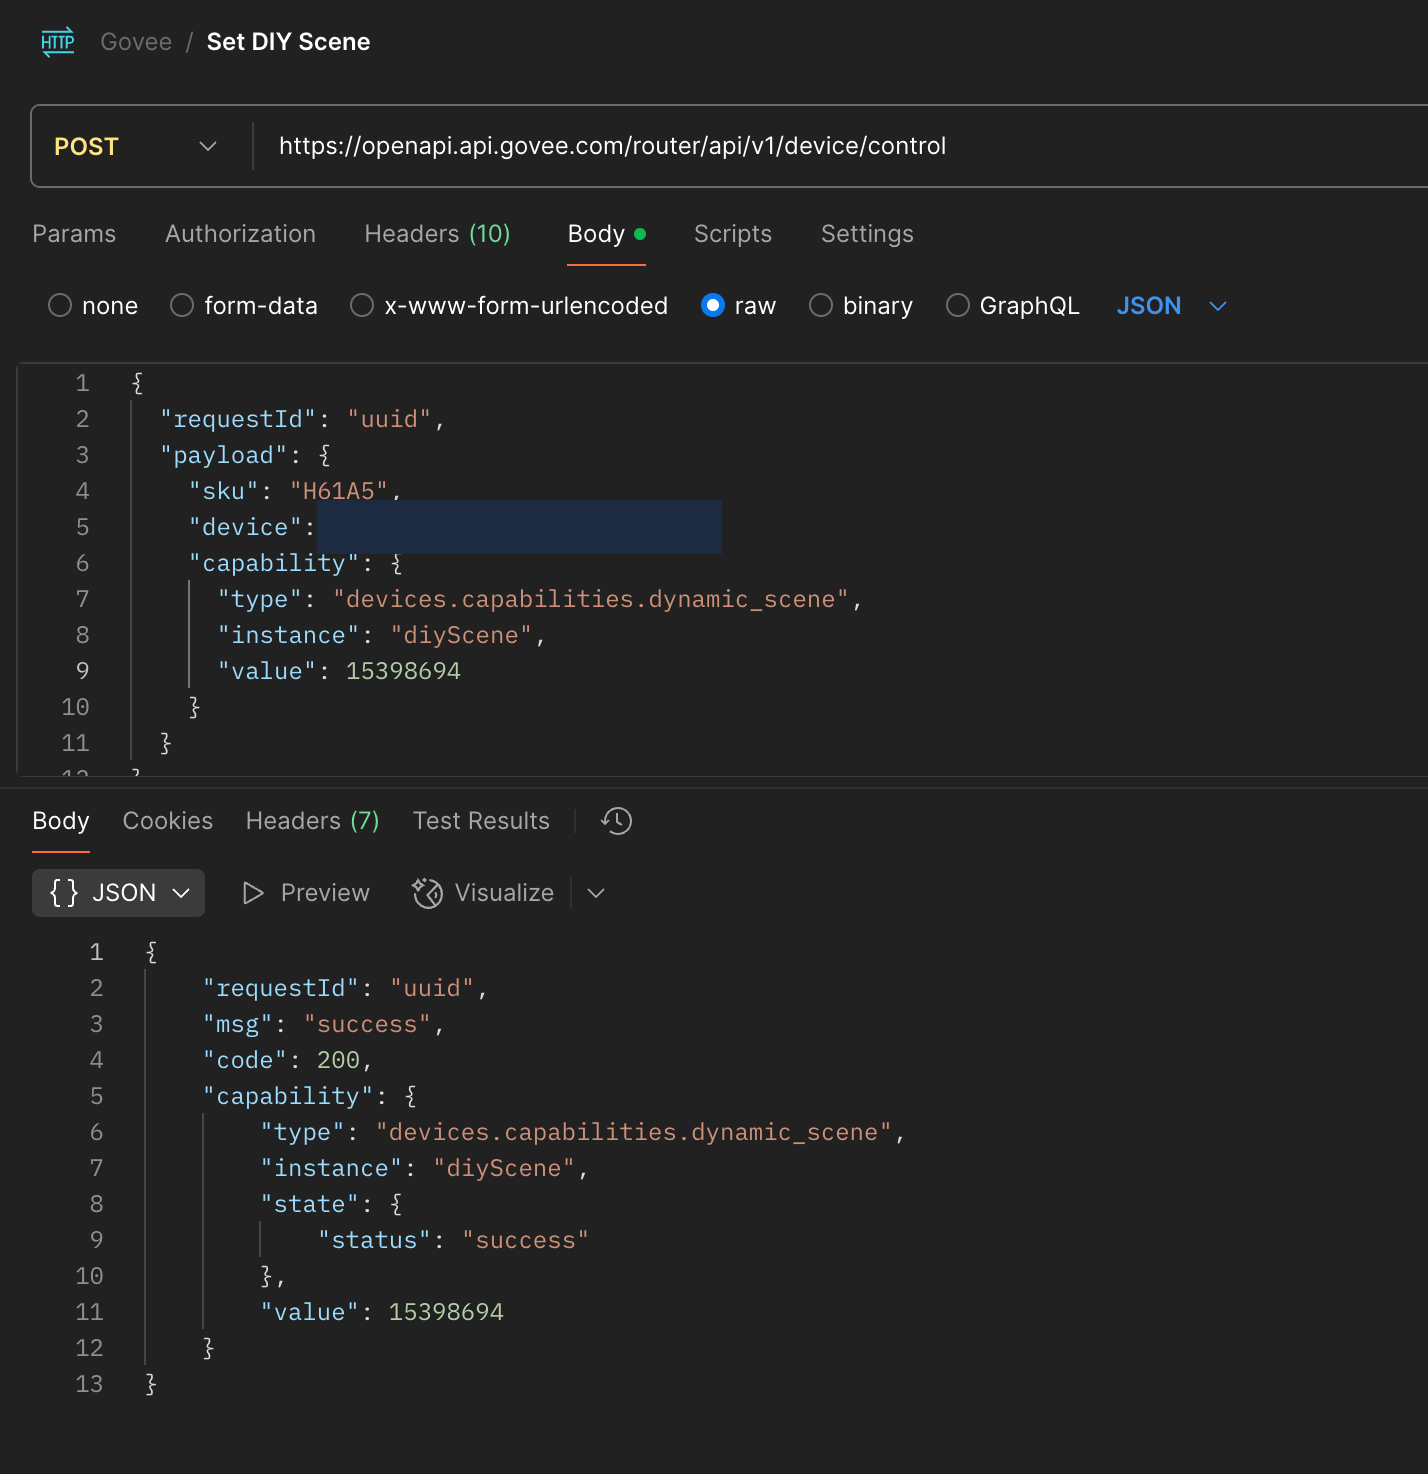 HTTP Govee / Set DIY Scene
POST https://openapi.api.govee.com/router/api/v1/device/control
Params Authorization Headers (10) Body Scripts Settings
none form-data x-www-form-urlencoded raw binary GraphQL JSON
1 {
2 "requestId": "uuid",
3 "payload": {
4 "sku": "H61A5",
5 "device":
6 "capability": {
7 "type": "devices.capabilities.dynamic_scene",
8 "instance": "diyScene",
9 "value": 15398694
10 }
11 }
12 }
Body Cookies Headers (7) Test Results
{} JSON Preview Visualize
1 {
2 "requestId": "uuid",
3 "msg": "success",
4 "code": 200,
5 "capability": {
6 "type": "devices.capabilities.dynamic_scene",
7 "instance": "diyScene",
8 "state": {
9 "status": "success"
10 },
11 "value": 15398694
12 }
13 }